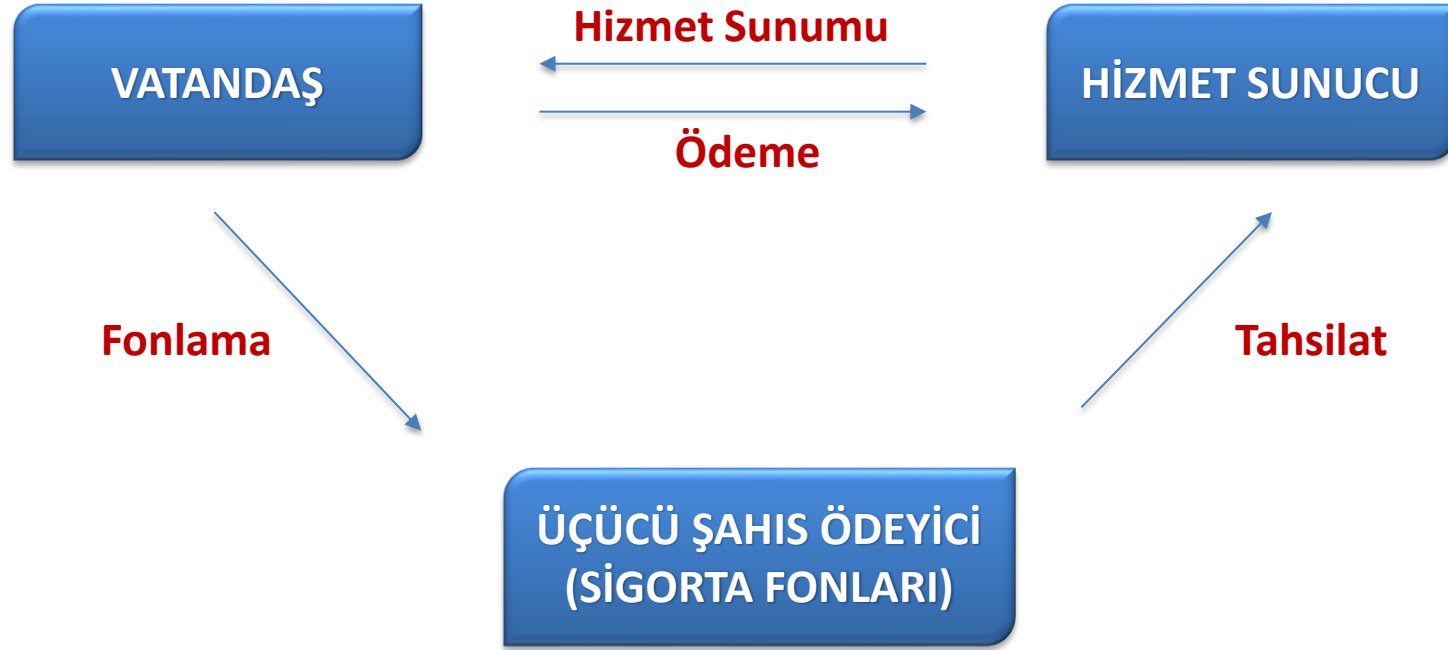 Hizmet Sunumu
VATANDAŞ
HİZMET SUNUCU
Ödeme
Fonlama
Tahsilat
ÜÇÜCÜ ŞAHIS ÖDEYİCİ
(SİGORTA FONLARI)